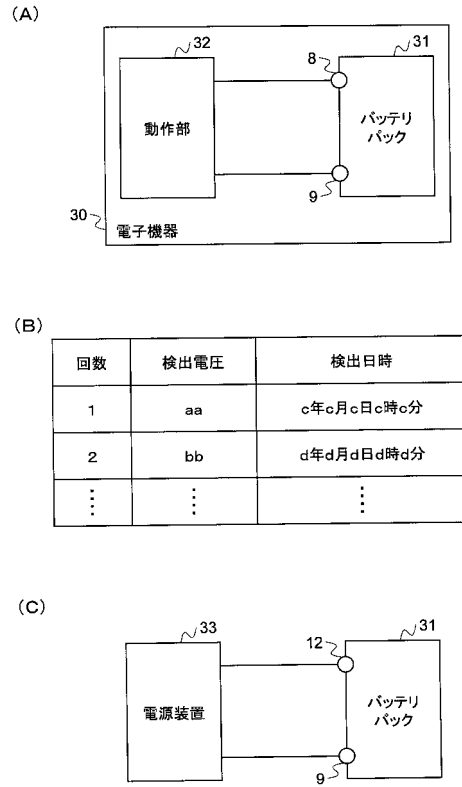 (A)
32
8
31
動作部
バッテリ
パック
9
30
電子機器
(B)
回数 検出電圧 検出日時
1 aa c年c月c日c時c分
2 bb d年d月d日d時d分
(C)
33
12
31
電源装置
バッテリ
パック
9